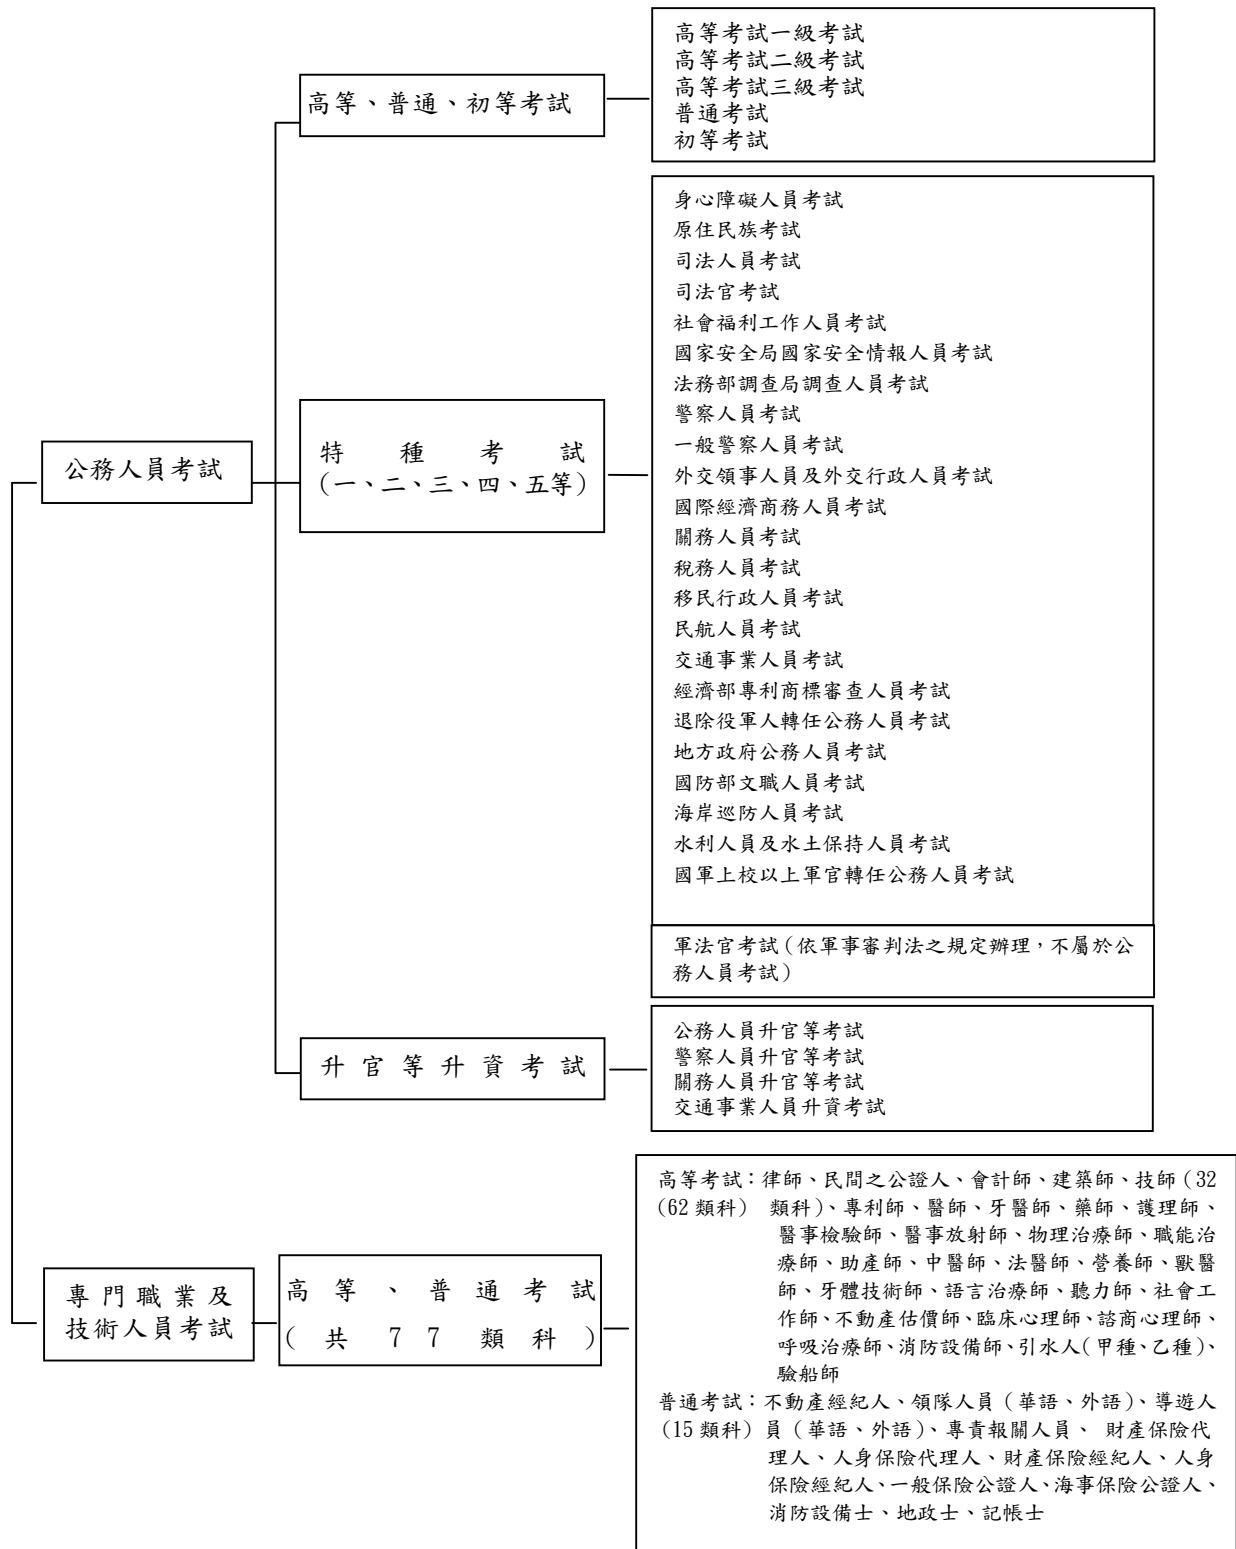 高等考試一級考試
高等考試二級考試
高等考試三級考試
普通考試
初等考試
高等、普通、初等考試
身心障礙人員考試
原住民族考試
司法人員考試
司法官考試
社會福利工作人員考試
國家安全局國家安全情報人員考試
法務部調查局調查人員考試
警察人員考試
一般警察人員考試
外交領事人員及外交行政人員考試
國際經濟商務人員考試
關務人員考試
稅務人員考試
移民行政人員考試
民航人員考試
交通事業人員考試
經濟部專利商標審查人員考試
退除役軍人轉任公務人員考試
地方政府公務人員考試
國防部文職人員考試
海岸巡防人員考試
水利人員及水土保持人員考試
國軍上校以上軍官轉任公務人員考試
特種考試
(一、二、三、四、五等)
公務人員考試
軍法官考試(依軍事審判法之規定辦理,不屬於公
務人員考試)
升官等升資考試
公務人員升官等考試
警察人員升官等考試
關務人員升官等考試
交通事業人員升資考試
專門職業及
技術人員考試
高等、普通考試
(共77類科)
高等考試:律師、民間之公證人、會計師、建築師、技師(32
(62類科) 類科)、專利師、醫師、牙醫師、藥師、護理師、
醫事檢驗師、醫事放射師、物理治療師、職能治
療師、助產師、中醫師、法醫師、營養師、獸醫
師、牙體技術師、語言治療師、聽力師、社會工
作師、不動產估價師、臨床心理師、諮商心理師、
呼吸治療師、消防設備師、引水人(甲種、乙種)、
驗船師
普通考試:不動產經紀人、領隊人員(華語、外語)、導遊人
(15類科) 員(華語、外語)、專責報關人員、 財產保險代
理人、人身保險代理人、財產保險經紀人、人身
保險經紀人、一般保險公證人、海事保險公證人、
消防設備士、地政士、記帳士